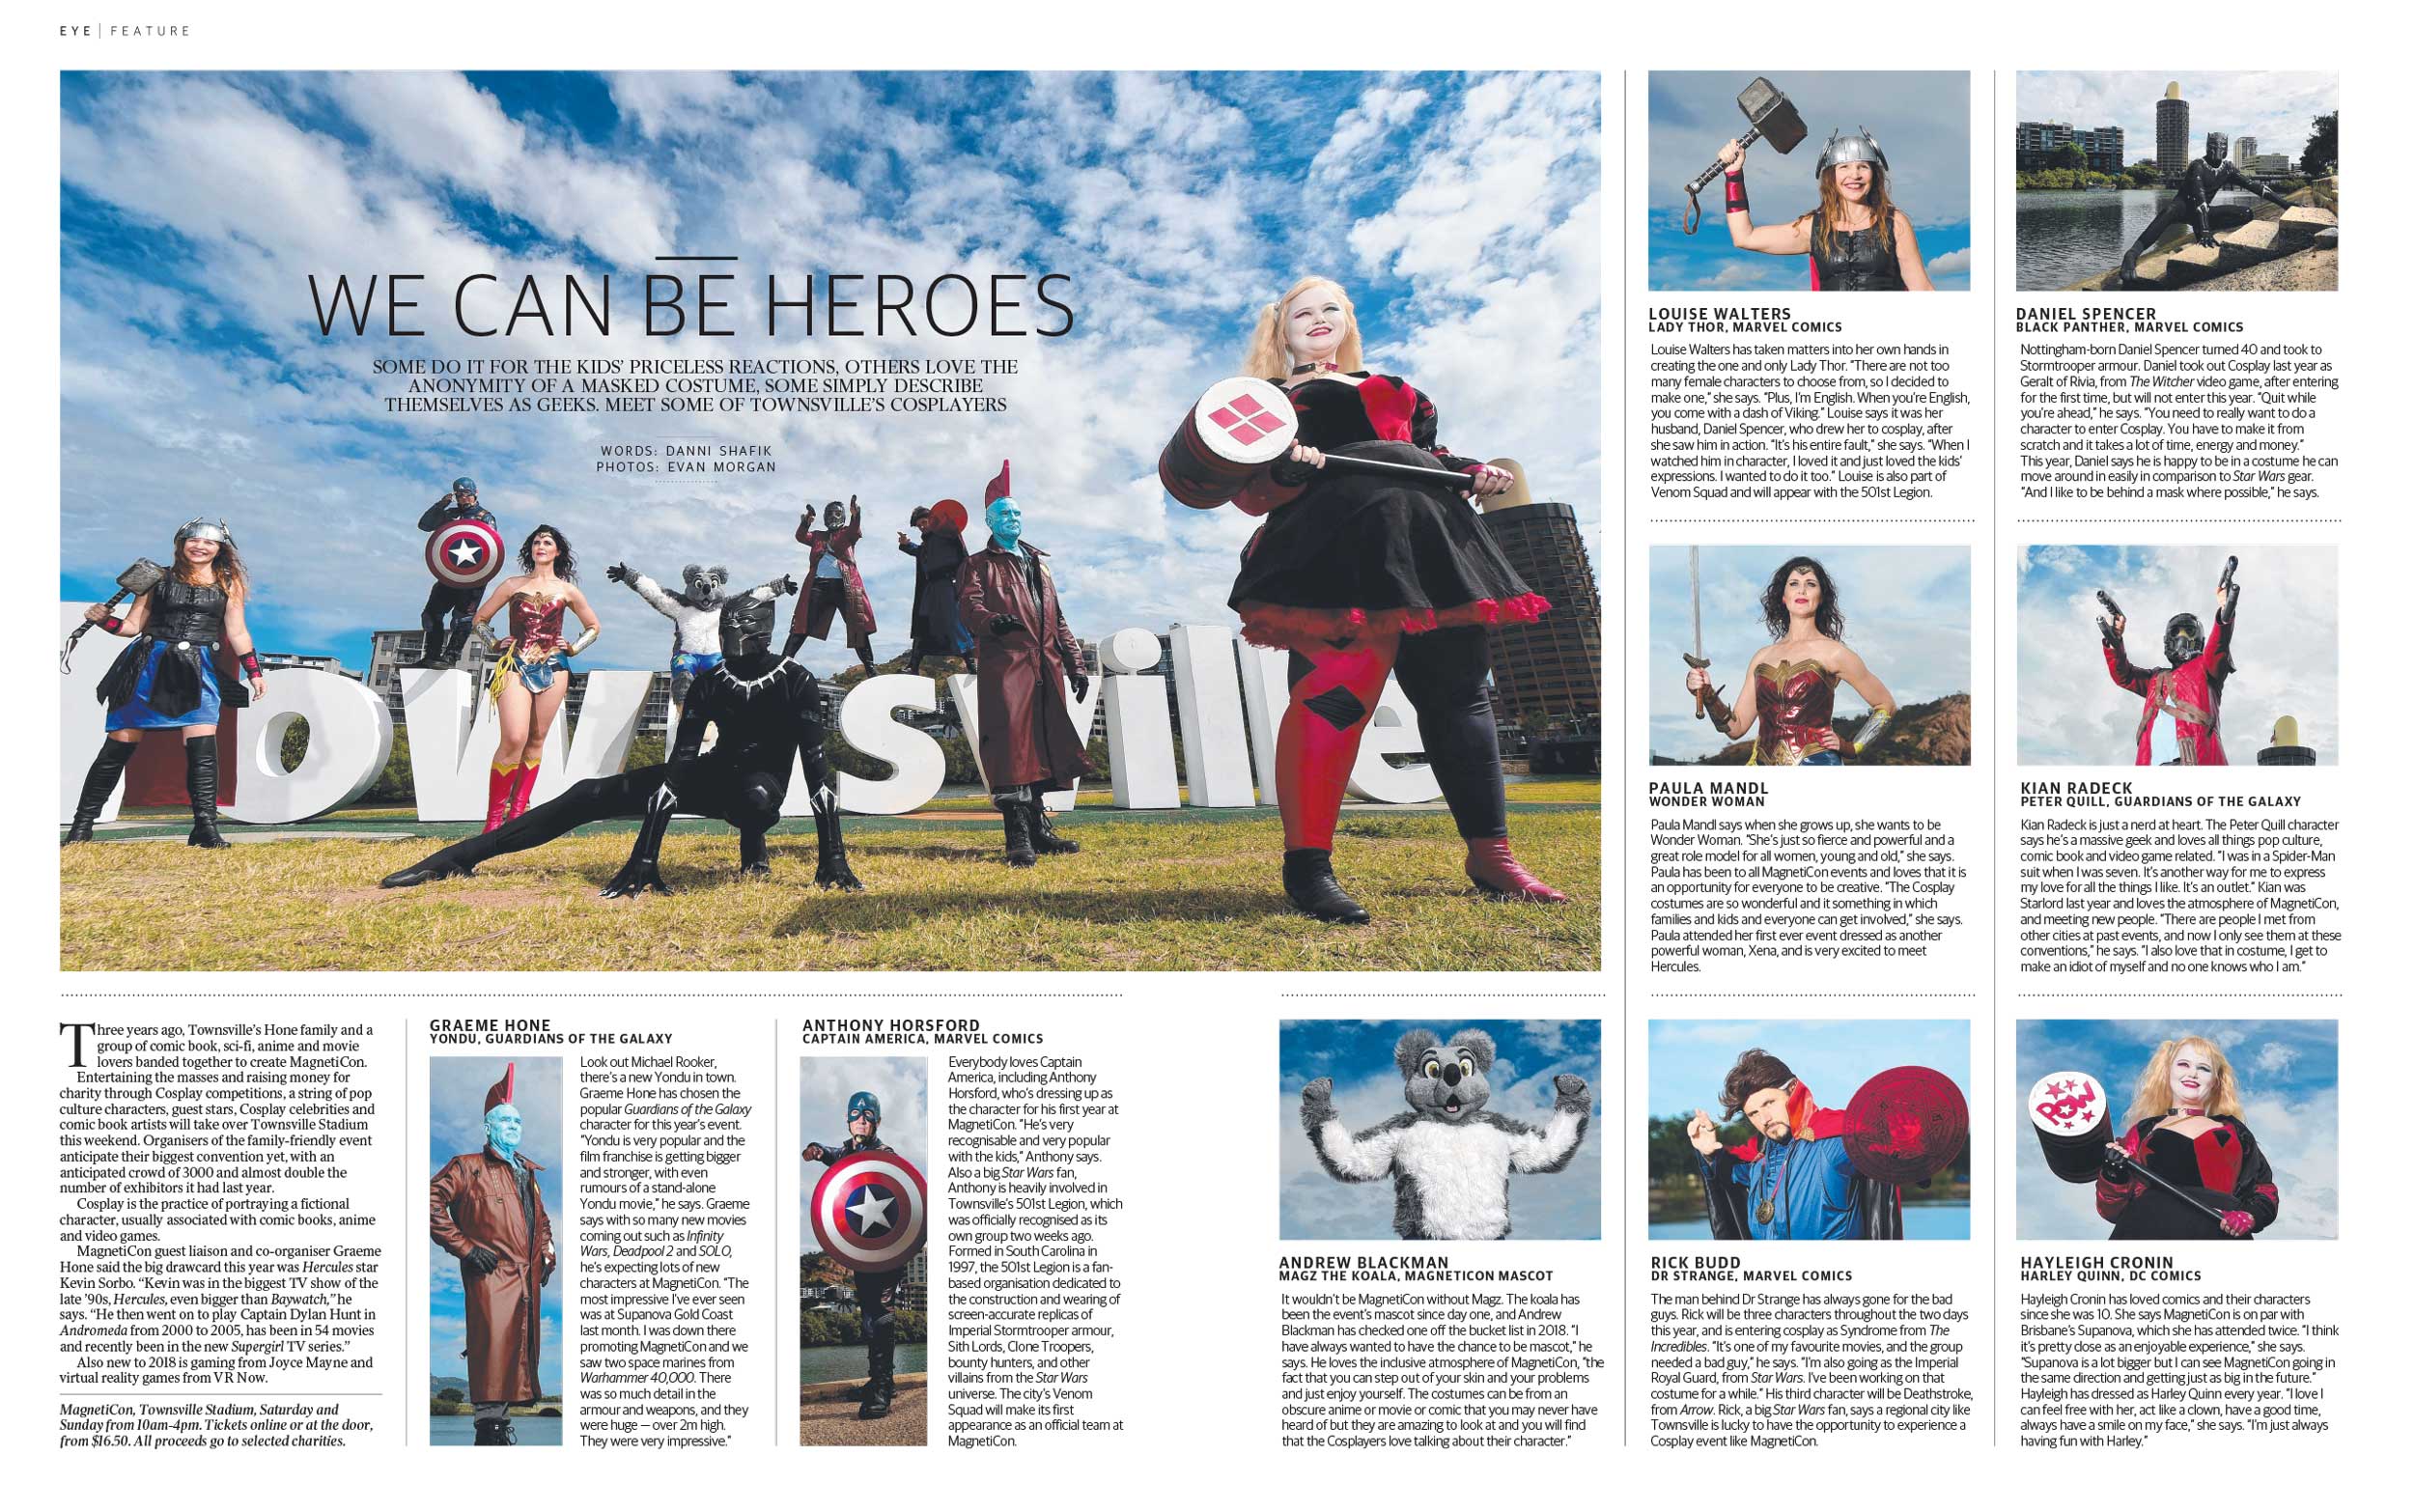 EYE | FEATURE
WE CAN BE HEROES
SOME DO IT FOR THE KIDS' PRICELESS REACTIONS, OTHERS LOVE THE
ANONYMITY OF A MASKED COSTUME, SOME SIMPLY DESCRIBE
THEMSELVES AS GEEKS. MEET SOME OF TOWNSVILLE'S COSPLAYERS
WORDS: DANNI SHAFIK
PHOTOS: EVAN MORGAN
Townsville
Three years ago, Townsville's Hone family and a
group of comic book, sci-fi, anime and movie
lovers banded together to create MagnetiCon.
Entertaining the masses and raising money for
charity through Cosplay competitions, a string of pop
culture characters, guest stars, Cosplay celebrities and
comic book artists will take over Townsville Stadium
this weekend. Organisers of the family-friendly event
anticipate their biggest convention yet, with an
anticipated crowd of 3000 and almost double the
number of exhibitors it had last year.
Cosplay is the practice of portraying a fictional
character, usually associated with comic books, anime
and video games.
MagnetiCon guest liaison and co-organiser Graeme
Hone said the big drawcard this year was Hercules star
Kevin Sorbo. “Kevin was in the biggest TV show of the
late '90s, Hercules, even bigger than Baywatch,” he
says. “He then went on to play Captain Dylan Hunt in
Andromeda from 2000 to 2005, has been in 54 movies
and recently been in the new Supergirl TV series.”
Also new to 2018 is gaming from Joyce Mayne and
virtual reality games from VR Now.
MagnetiCon, Townsville Stadium, Saturday and
Sunday from 10am-4pm. Tickets online or at the door,
from $16.50. All proceeds go to selected charities.
GRAEME HONE
YONDU, GUARDIANS OF THE GALAXY
Look out Michael Rooker,
there's a new Yondu in town.
Graeme Hone has chosen the
popular Guardians of the Galaxy
character for this year's event.
“Yondu is very popular and the
film franchise is getting bigger
and stronger, with even
rumours of a stand-alone
Yondu movie,” he says. Graeme
says with so many new movies
coming out such as Infinity
Wars, Deadpool 2 and SOLO,
he's expecting lots of new
characters at MagnetiCon. “The
most impressive I've ever seen
was at Supanova Gold Coast
last month. I was down there
promoting MagnetiCon and we
saw two space marines from
Warhammer 40,000. There
was so much detail in the
armour and weapons, and they
were huge — over 2m high.
They were very impressive.”
ANTHONY HORSFORD
CAPTAIN AMERICA, MARVEL COMICS
Everybody loves Captain
America, including Anthony
Horsford, who's dressing up as
the character for his first year at
MagnetiCon. “He's very
recognisable and very popular
with the kids,” Anthony says.
Also a big Star Wars fan,
Anthony is heavily involved in
Townsville's 501st Legion, which
was officially recognised as its
own group two weeks ago.
Formed in South Carolina in
1997, the 501st Legion is a fan-
based organisation dedicated to
the construction and wearing of
screen-accurate replicas of
Imperial Stormtrooper armour,
Sith Lords, Clone Troopers,
bounty hunters, and other
villains from the Star Wars
universe. The city's Venom
Squad will make its first
appearance as an official team at
MagnetiCon.
ANDREW BLACKMAN
MAGZ THE KOALA, MAGNETICON MASCOT
It wouldn't be MagnetiCon without Magz. The koala has
been the event's mascot since day one, and Andrew
Blackman has checked one off the bucket list in 2018. “I
have always wanted to have the chance to be mascot,” he
says. He loves the inclusive atmosphere of MagnetiCon, “the
fact that you can step out of your skin and your problems
and just enjoy yourself. The costumes can be from an
obscure anime or movie or comic that you may never have
heard of but they are amazing to look at and you will find
that the Cosplayers love talking about their character.”
LOUISE WALTERS
LADY THOR, MARVEL COMICS
Louise Walters has taken matters into her own hands in
creating the one and only Lady Thor. “There are not too
many female characters to choose from, so I decided to
make one,” she says. “Plus, I'm English. When you're English,
you come with a dash of Viking.” Louise says it was her
husband, Daniel Spencer, who drew her to cosplay, after
she saw him in action. “It's his entire fault,” she says. “When I
watched him in character, I loved it and just loved the kids'
expressions. I wanted to do it too.” Louise is also part of
Venom Squad and will appear with the 501st Legion.
PAULA MANDL
WONDER WOMAN
Paula Mandl says when she grows up, she wants to be
Wonder Woman. “She's just so fierce and powerful and a
great role model for all women, young and old,” she says.
Paula has been to all MagnetiCon events and loves that it is
an opportunity for everyone to be creative. “The Cosplay
costumes are so wonderful and it something in which
families and kids and everyone can get involved,” she says.
Paula attended her first ever event dressed as another
powerful woman, Xena, and is very excited to meet
Hercules.
RICK BUDD
DR STRANGE, MARVEL COMICS
The man behind Dr Strange has always gone for the bad
guys. Rick will be three characters throughout the two days
this year, and is entering cosplay as Syndrome from The
Incredibles. “It's one of my favourite movies, and the group
needed a bad guy,” he says. “I'm also going as the Imperial
Royal Guard, from Star Wars. I've been working on that
costume for a while.” His third character will be Deathstroke,
from Arrow. Rick, a big Star Wars fan, says a regional city like
Townsville is lucky to have the opportunity to experience a
Cosplay event like MagnetiCon.
DANIEL SPENCER
BLACK PANTHER, MARVEL COMICS
Nottingham-born Daniel Spencer turned 40 and took to
Stormtrooper armour. Daniel took out Cosplay last year as
Geralt of Rivia, from The Witcher video game, after entering
for the first time, but will not enter this year. “Quit while
you're ahead,” he says. “You need to really want to do a
character to enter Cosplay. You have to make it from
scratch and it takes a lot of time, energy and money.”
This year, Daniel says he is happy to be in a costume he can
move around in easily in comparison to Star Wars gear.
“And I like to be behind a mask where possible,” he says.
KIAN RADECK
PETER QUILL, GUARDIANS OF THE GALAXY
Kian Radeck is just a nerd at heart. The Peter Quill character
says he's a massive geek and loves all things pop culture,
comic book and video game related. “I was in a Spider-Man
suit when I was seven. It's another way for me to express
my love for all the things I like. It's an outlet.” Kian was
Starlord last year and loves the atmosphere of MagnetiCon,
and meeting new people. “There are people I met from
other cities at past events, and now I only see them at these
conventions,” he says. “I also love that in costume, I get to
make an idiot of myself and no one knows who I am.”
POW
HAYLEIGH CRONIN
HARLEY QUINN, DC COMICS
Hayleigh Cronin has loved comics and their characters
since she was 10. She says MagnetiCon is on par with
Brisbane's Supanova, which she has attended twice. “I think
it's pretty close as an enjoyable experience,” she says.
“Supanova is a lot bigger but I can see MagnetiCon going in
the same direction and getting just as big in the future.”
Hayleigh has dressed as Harley Quinn every year. “I love I
can feel free with her, act like a clown, have a good time,
always have a smile on my face,” she says. “I'm just always
having fun with Harley.”